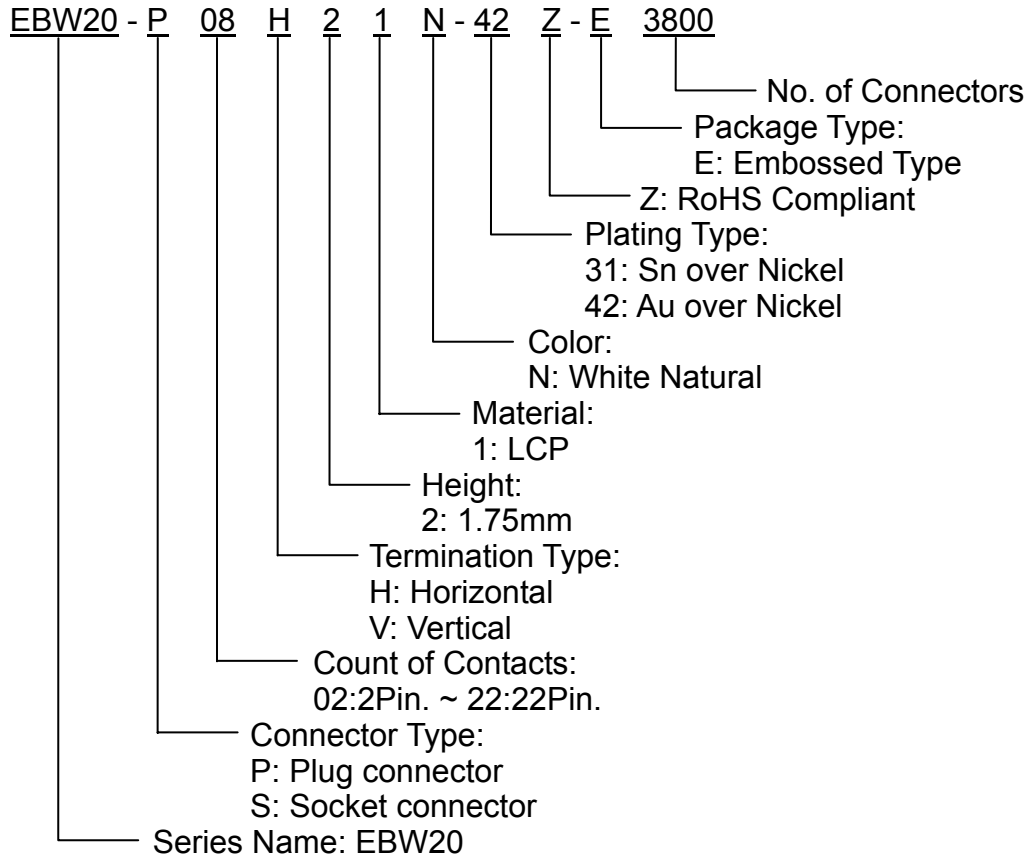 EBW20 - P 08 H 2 1 N - 42 Z - E 3800
No. of Connectors
Package Type:
E: Embossed Type
Z: RoHS Compliant
Plating Type:
31: Sn over Nickel
42: Au over Nickel
Color:
N: White Natural
Material:
1: LCP
Height:
2: 1.75mm
Termination Type:
H: Horizontal
V: Vertical
Count of Contacts:
02:2Pin. ~ 22:22Pin.
Connector Type:
P: Plug connector
S: Socket connector
Series Name: EBW20